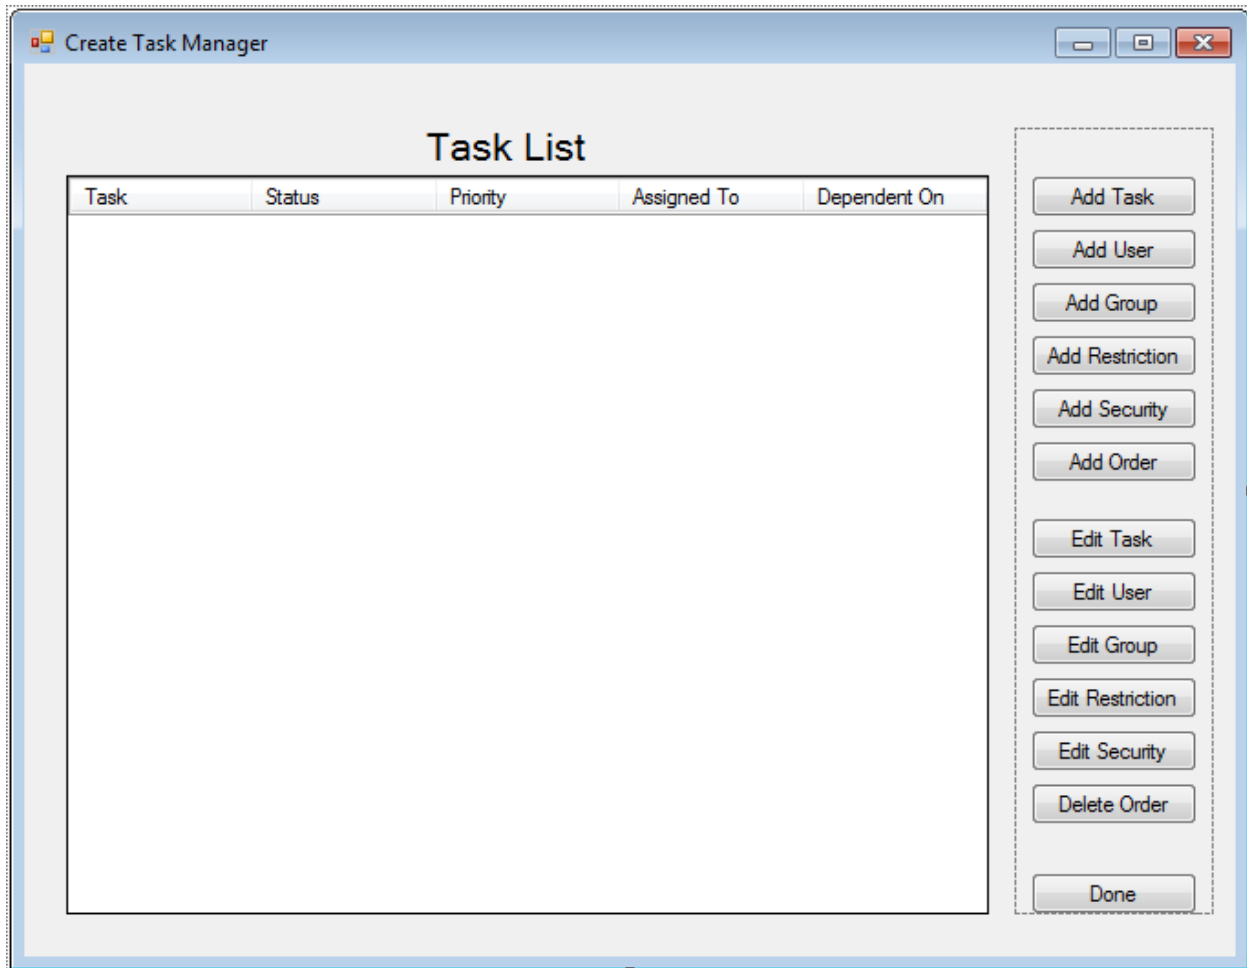 Create Task Manager
Task List
Task Status Priority Assigned To Dependent On
Add Task
Add User
Add Group
Add Restriction
Add Security
Add Order
Edit Task
Edit User
Edit Group
Edit Restriction
Edit Security
Delete Order
Done